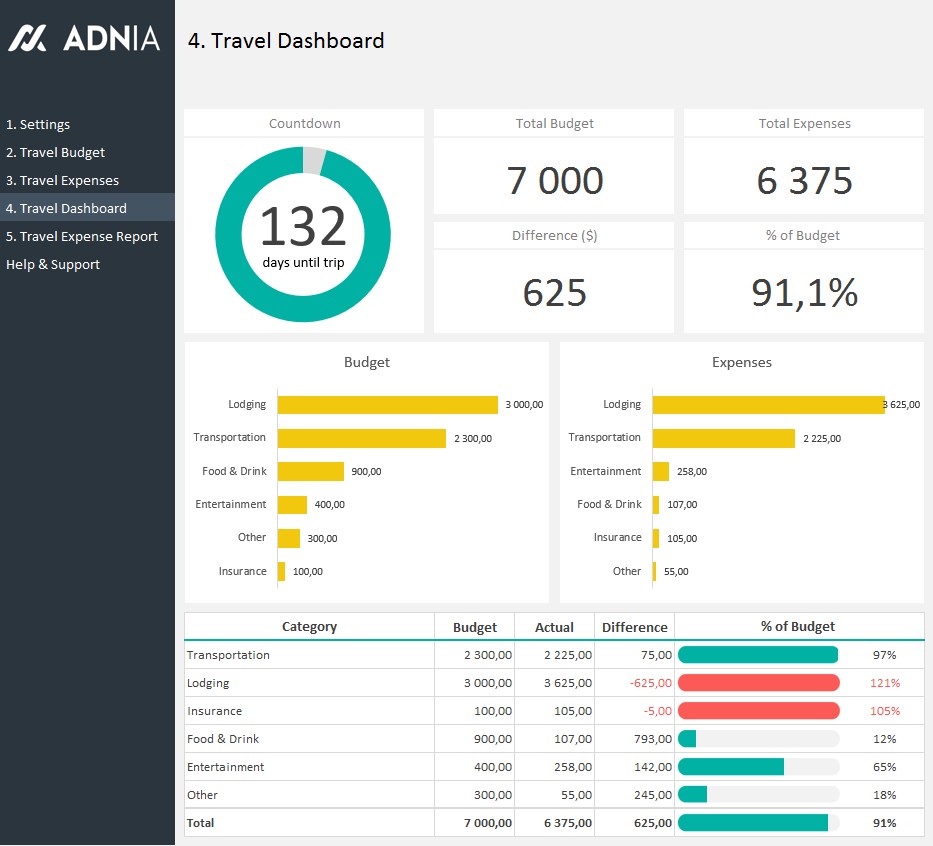 ADNIA
4. Travel Dashboard
1. Settings
2. Travel Budget
3. Travel Expenses
4. Travel Dashboard
5. Travel Expense Report
Help & Support
Countdown
132
days until trip
Total Budget
7 000
Total Expenses
6 375
Difference ($)
625
% of Budget
91,1%
Budget
Lodging 3 000,00
Transportation 2 300,00
Food & Drink 900,00
Entertainment 400,00
Other 300,00
Insurance 100,00
Expenses
Lodging 3 625,00
Transportation 2 225,00
Entertainment 258,00
Food & Drink 107,00
Insurance 105,00
Other 55,00
Category Budget Actual Difference % of Budget
Transportation 2 300,00 2 225,00 75,00 97%
Lodging 3 000,00 3 625,00 -625,00 121%
Insurance 100,00 105,00 -5,00 105%
Food & Drink 900,00 107,00 793,00 12%
Entertainment 400,00 258,00 142,00 65%
Other 300,00 55,00 245,00 18%
Total 7 000,00 6 375,00 625,00 91%